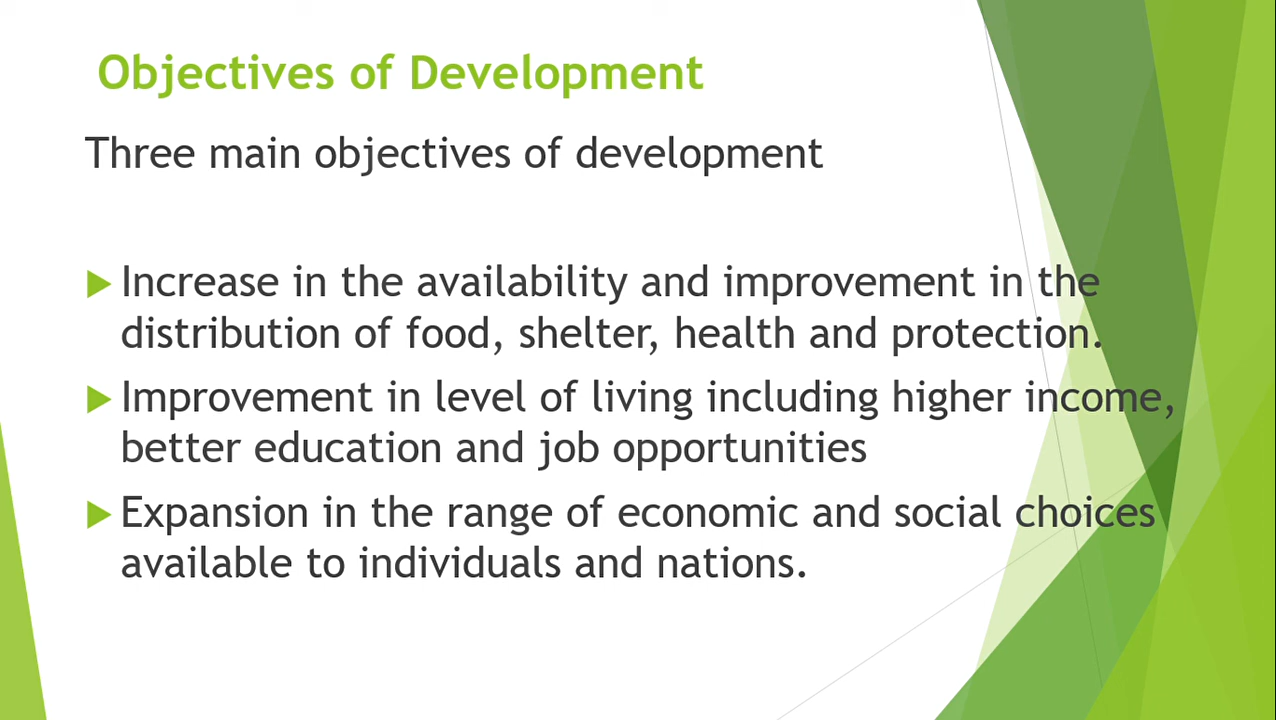 Objectives of Development
Three main objectives of development
Increase in the availability and improvement in the
distribution of food, shelter, health and protection.
Improvement in level of living including higher income,
better education and job opportunities
Expansion in the range of economic and social choices
available to individuals and nations.